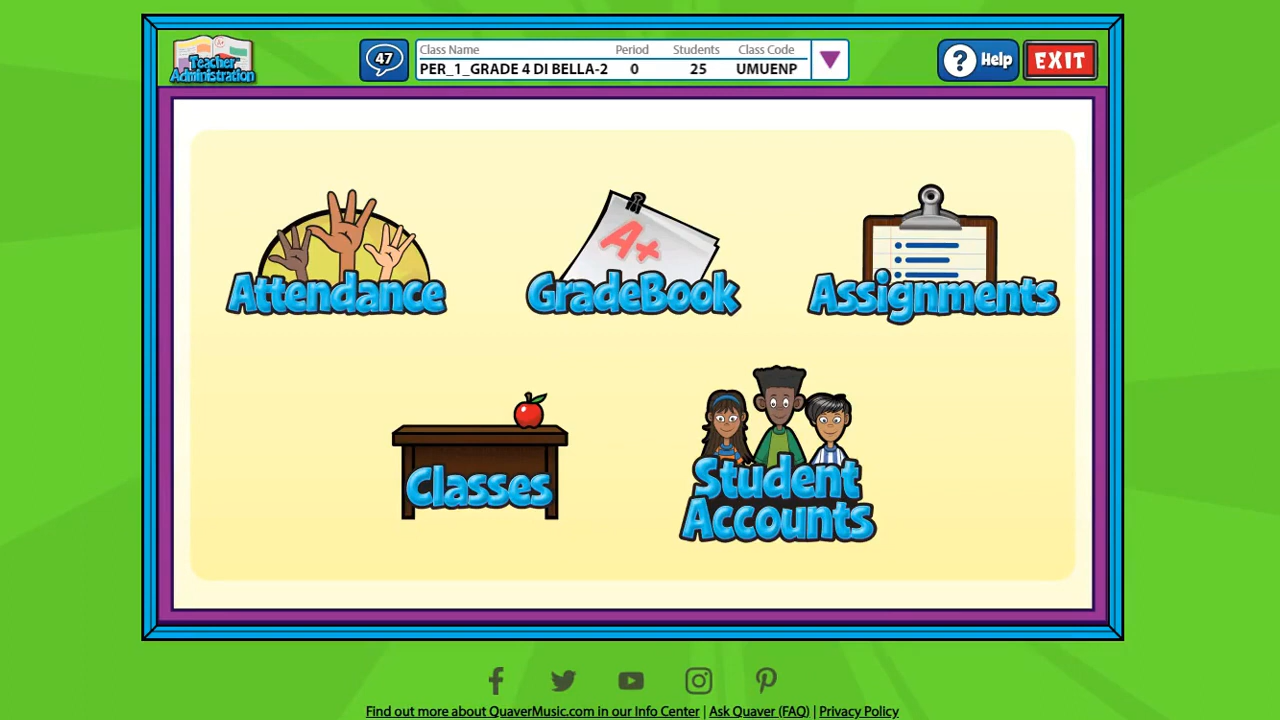 Teacher Administration
47
Class Name Period Students Class Code
PER_1_GRADE 4 DI BELLA-2 0 25 UMUENP
? Help
EXIT
A+
Attendance
GradeBook
Assignments
Classes
Student
Accounts
Find out more about QuaverMusic.com in our Info Center | Ask Quaver (FAQ) | Privacy Policy